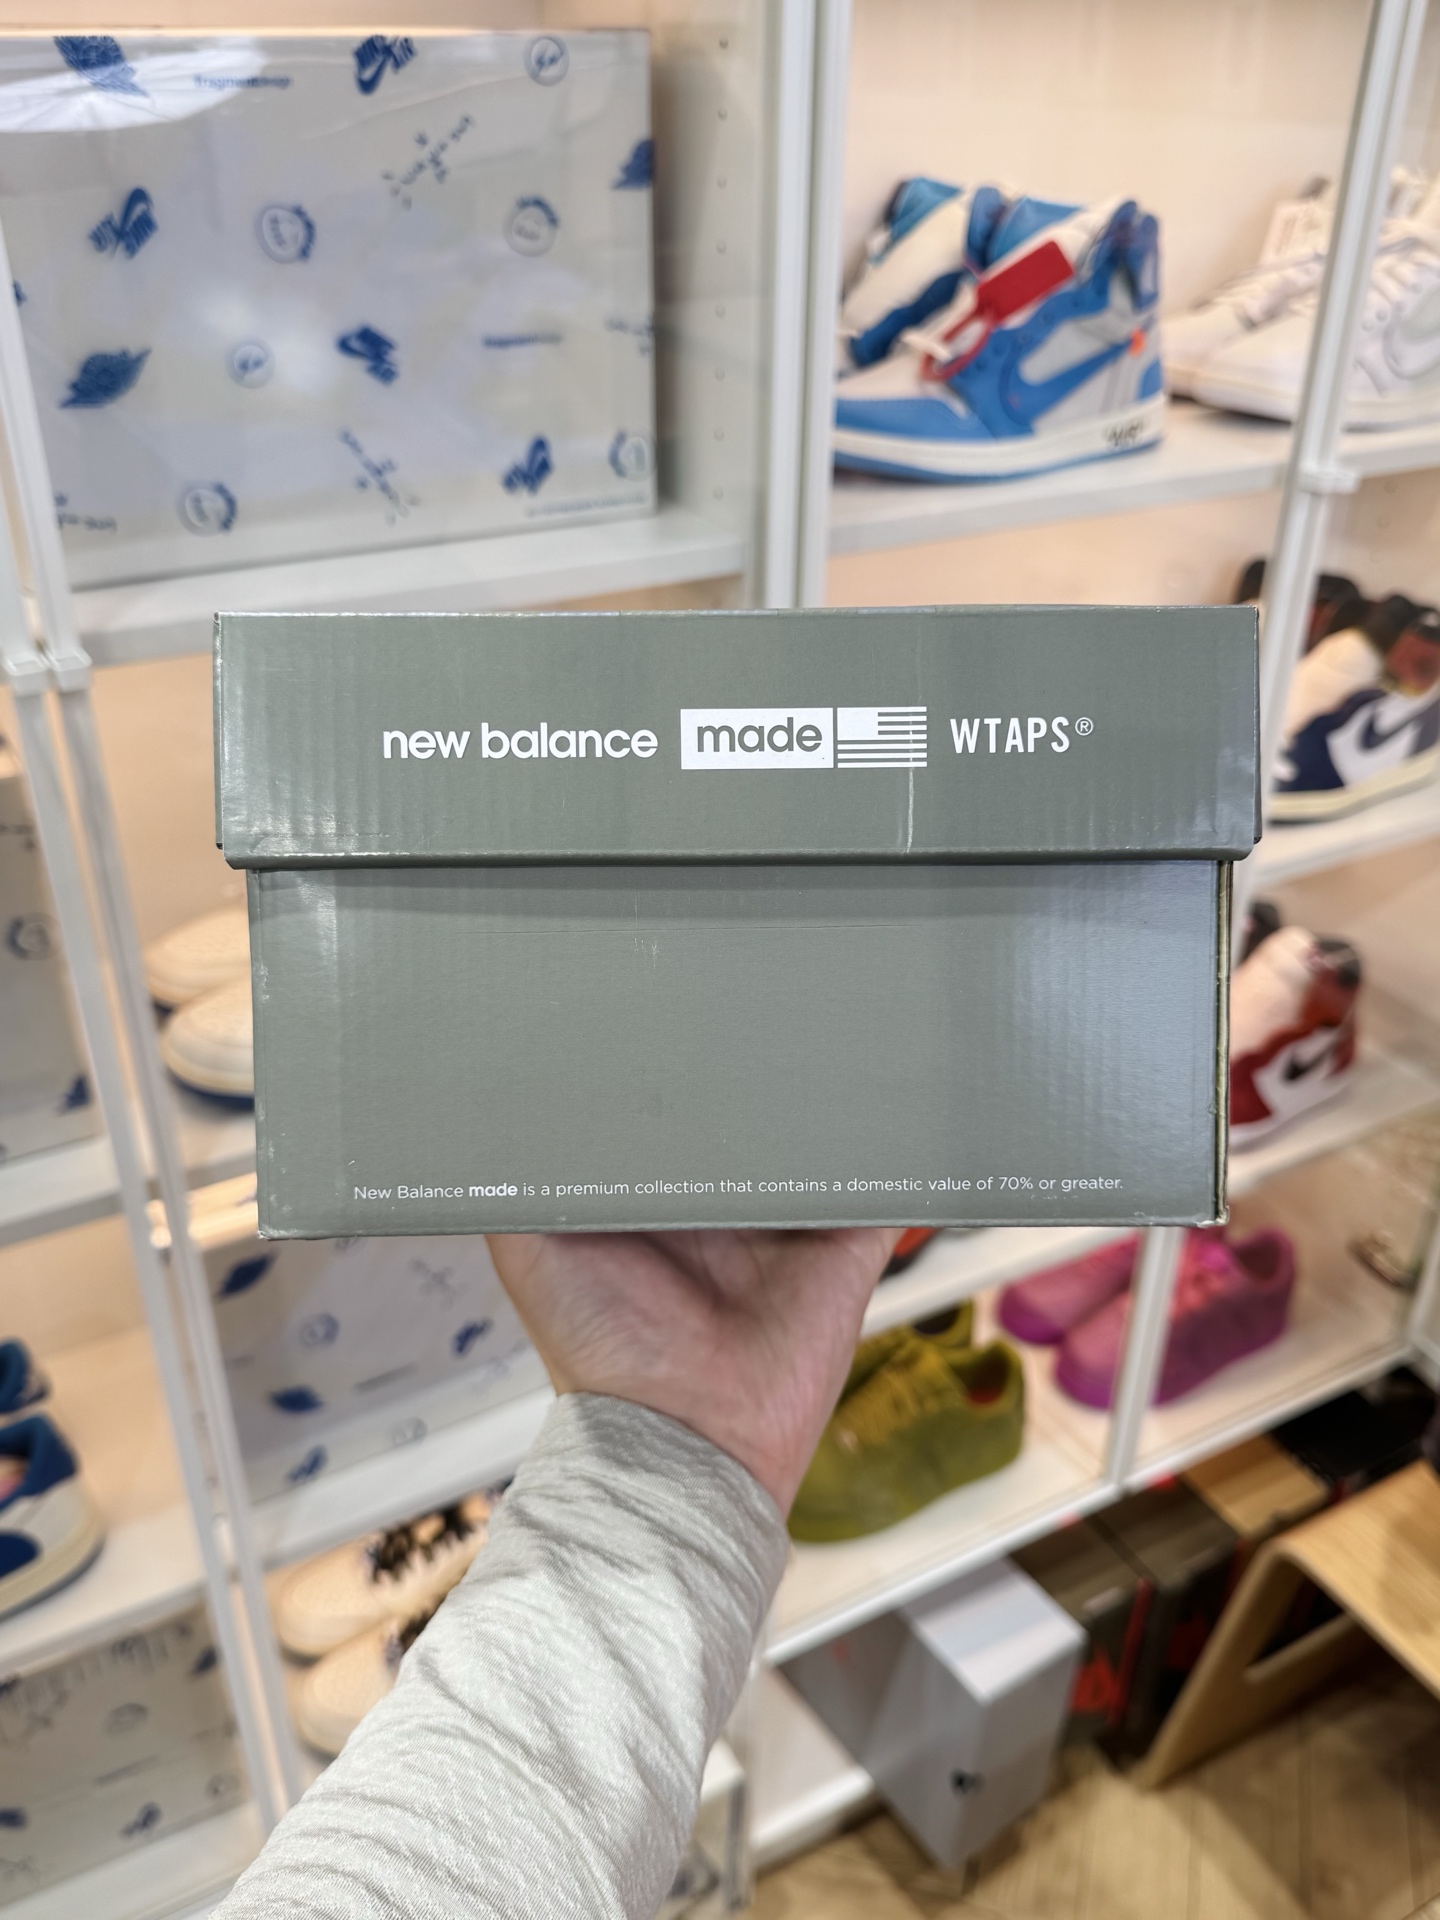 new balance made WTAPS®
New Balance made is a premium collection that contains a domestic value of 70% or greater.